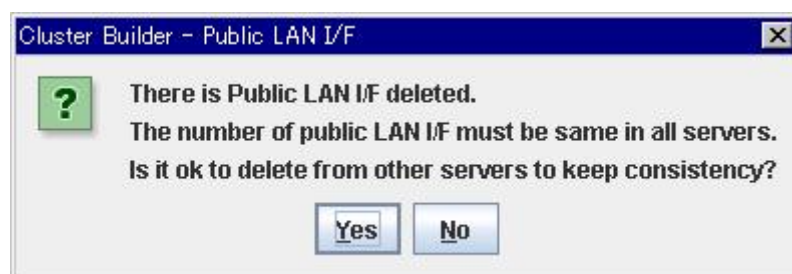 Cluster Builder - Public LAN I/F
?
There is Public LAN I/F deleted.
The number of public LAN I/F must be same in all servers.
Is it ok to delete from other servers to keep consistency?
Yes No